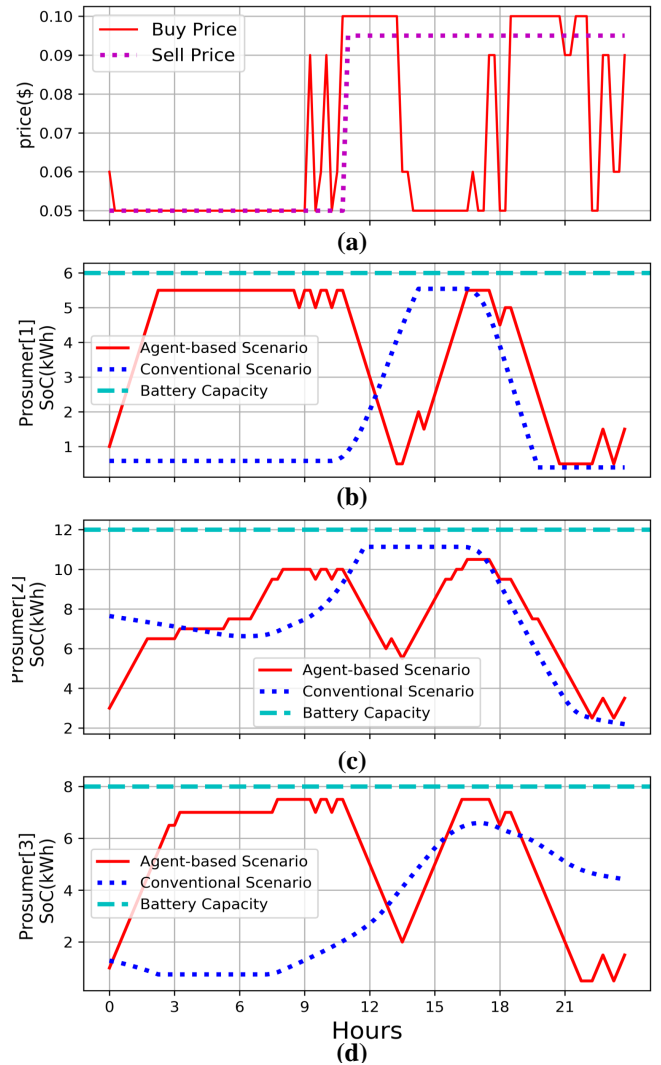 0.10
0.09
0.08
0.07
0.06
0.05
price($)
Buy Price
Sell Price
(a)
6
5
4
3
2
1
Prosumer[1]
SoC(kWh)
Agent-based Scenario
Conventional Scenario
Battery Capacity
(b)
12
10
8
6
4
2
Prosumer[2]
SoC(kWh)
Agent-based Scenario
Conventional Scenario
Battery Capacity
(c)
8
6
4
2
Prosumer[3]
SoC(kWh)
Agent-based Scenario
Conventional Scenario
Battery Capacity
0 3 6 9 12 15 18 21
Hours
(d)